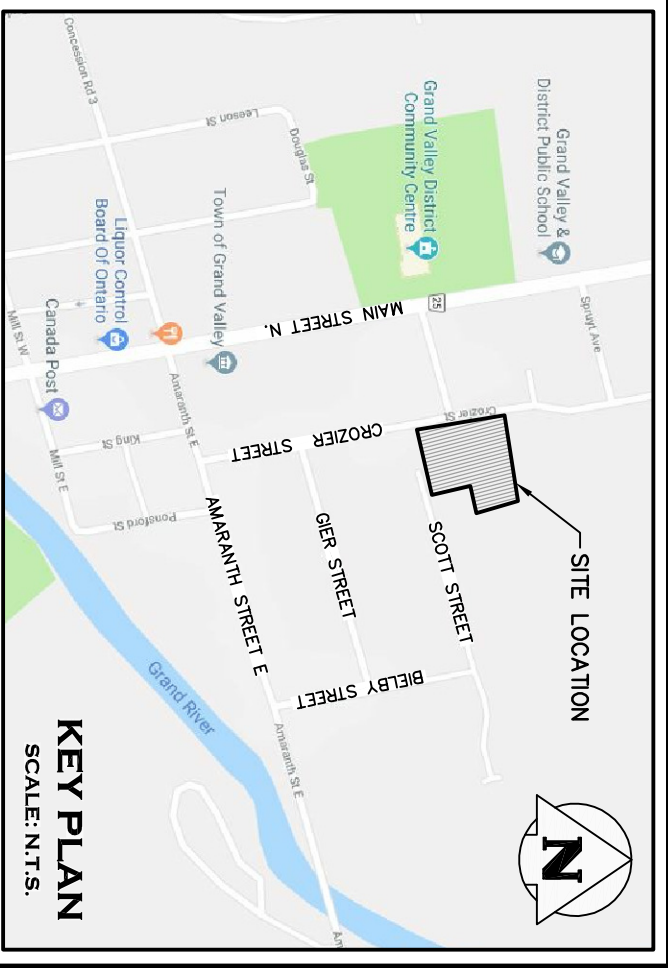 Grand Valley &
District Public School
Spruyt Ave
Grand Valley District
Community Centre
25
MAIN STREET N.
Crozier St
SITE LOCATION
Concession Rd 3
Leeson St
Douglas St
Town of Grand Valley
Liquor Control
Board Of Ontario
Canada Post
Mill St W
Amaranth St E
King St
Mill St E
Ponsford St
CROZIER STREET
SCOTT STREET
GIER STREET
AMARANTH STREET E
BIELBY STREET
Grand River
Amaranth St E
Am
N
KEY PLAN
SCALE: N.T.S.